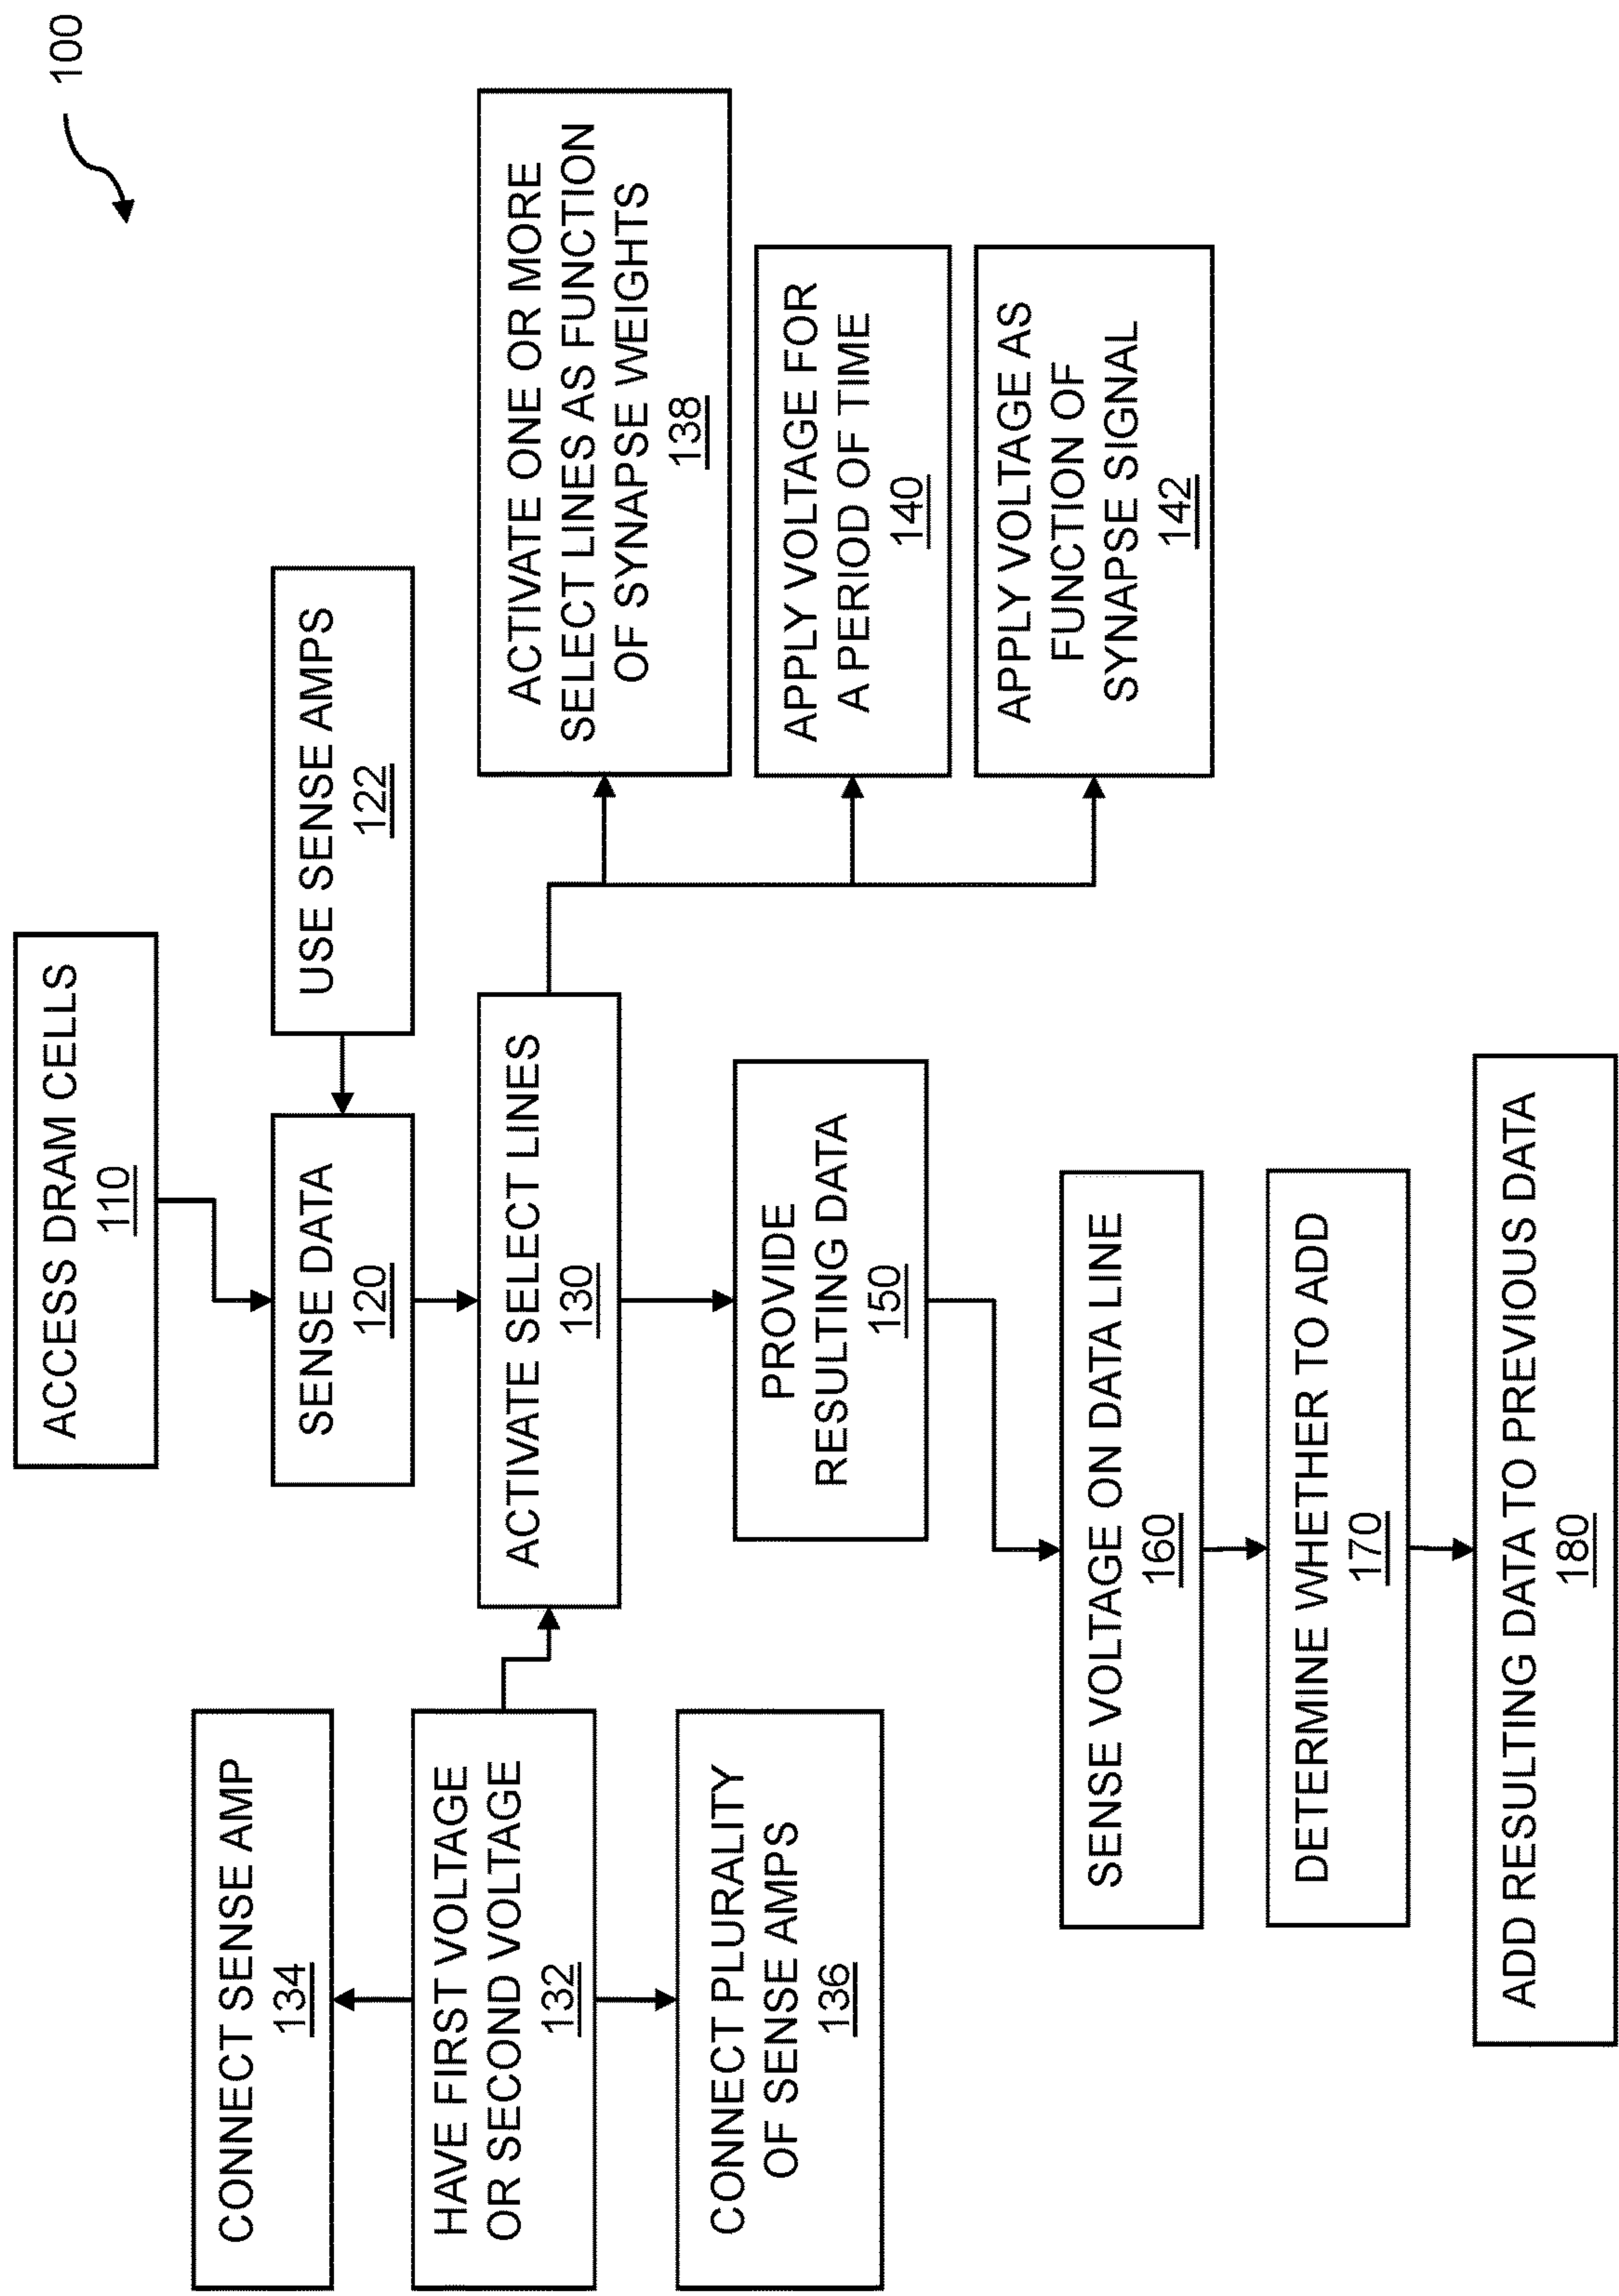 100
ACCESS DRAM CELLS
110
USE SENSE AMPS
122
SENSE DATA
120
CONNECT SENSE AMP
134
HAVE FIRST VOLTAGE
OR SECOND VOLTAGE
132
CONNECT PLURALITY
OF SENSE AMPS
136
ACTIVATE SELECT LINES
130
ACTIVATE ONE OR MORE
SELECT LINES AS FUNCTION
OF SYNAPSE WEIGHTS
138
APPLY VOLTAGE FOR
A PERIOD OF TIME
140
APPLY VOLTAGE AS
FUNCTION OF
SYNAPSE SIGNAL
142
PROVIDE
RESULTING DATA
150
SENSE VOLTAGE ON DATA LINE
160
DETERMINE WHETHER TO ADD
170
ADD RESULTING DATA TO PREVIOUS DATA
180